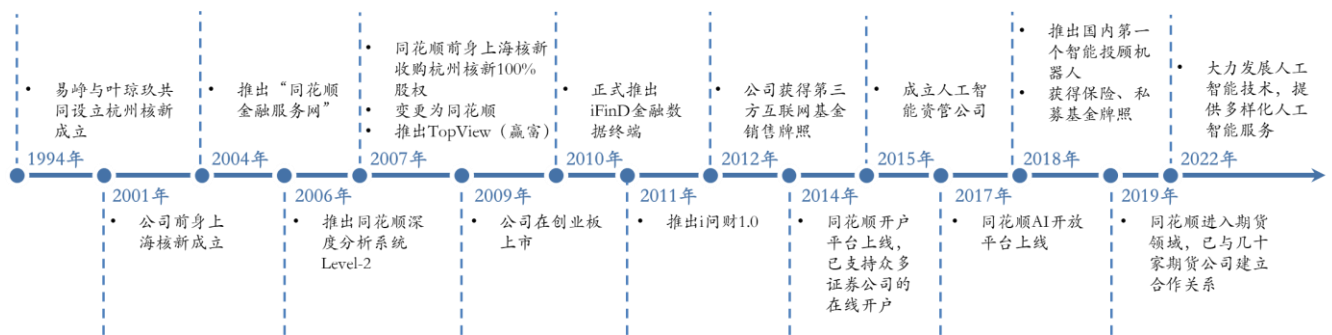 • 易峥与叶琼玖共
同设立杭州核新
成立
1994年
2001年
• 公司前身上
海核新成立
• 推出“同花顺
金融服务网”
2004年
2006年
• 推出同花顺深
度分析系统
Level-2
• 同花顺前身上海核新
收购杭州核新100%
股权
• 变更为同花顺
• 推出TopView（赢富）
2007年
2009年
• 公司在创业板
上市
• 正式推出
iFinD金融数
据终端
2010年
2011年
• 推出i问财1.0
• 公司获得第三
方互联网基金
销售牌照
2012年
2014年
• 同花顺开户
平台上线，
已支持众多
证券公司的
在线开户
• 成立人工智
能资管公司
2015年
2017年
• 同花顺AI开放
平台上线
• 推出国内第一
个智能投顾机
器人
• 获得保险、私
募基金牌照
2018年
2019年
• 同花顺进入期货
领域，已与几十
家期货公司建立
合作关系
• 大力发展人工
智能技术，提
供多样化人工
智能服务
2022年